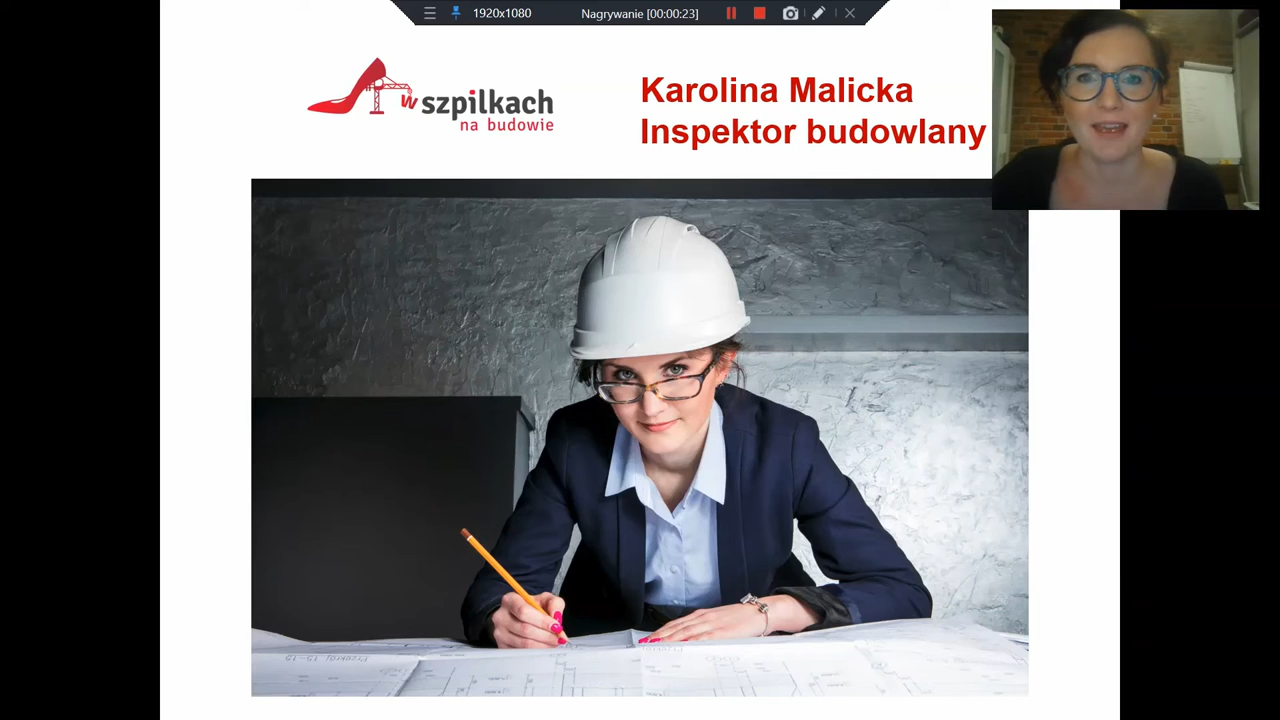 1920x1080
Nagrywanie [00:00:23]
w szpilkach
na budowie
Karolina Malicka
Inspektor budowlany